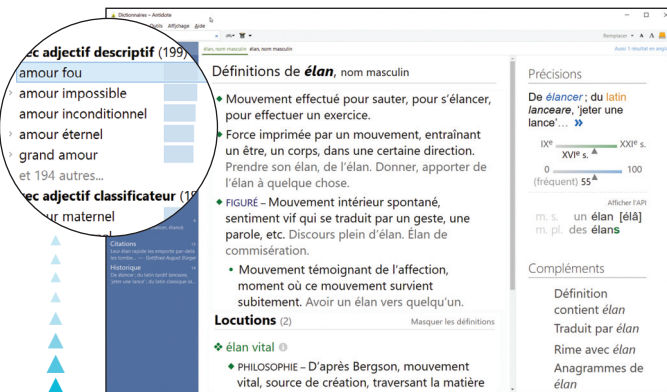 Dictionnaires – Antidote
Outils Affichage Aide
Remplacer
élan, nom masculin élan, nom masculin
Aussi 1 résultat en anglais
ec adjectif descriptif (199)
amour fou
amour impossible
amour inconditionnel
amour éternel
grand amour
et 194 autres...
ec adjectif classificateur (15
ur maternel
Citations
Historique
Définitions de élan, nom masculin
Mouvement effectué pour sauter, pour s’élancer,
pour effectuer un exercice.
Force imprimée par un mouvement, entraînant
un être, un corps, dans une certaine direction.
Prendre son élan, de l’élan. Donner, apporter de
l’élan à quelque chose.
FIGURÉ – Mouvement intérieur spontané,
sentiment vif qui se traduit par un geste, une
parole, etc. Discours plein d’élan. Élan de
commisération.
• Mouvement témoignant de l’affection,
moment où ce mouvement survient
subitement. Avoir un élan vers quelqu’un.
Locutions (2) Masquer les définitions
élan vital
PHILOSOPHIE – D’après Bergson, mouvement
vital, source de création, traversant la matière
Précisions
De élancer ; du latin
lanceare, ‘jeter une
lance’… »
IXe XXIe s.
XVIe s.
0 100
(fréquent) 55
Afficher l'API
m. s. un élan [élâ]
m. pl. des élans
Compléments
Définition
contient élan
Traduit par élan
Rime avec élan
Anagrammes de
élan